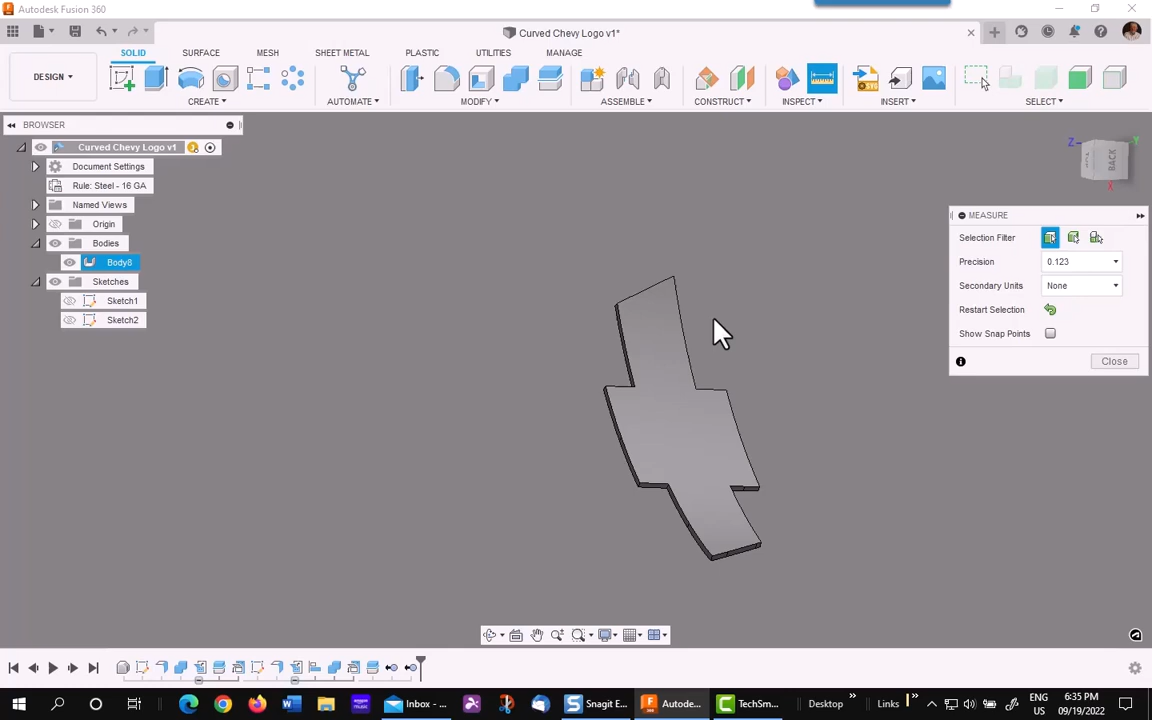 Autodesk Fusion 360
Curved Chevy Logo v1*
DESIGN
SOLID
SURFACE
MESH
SHEET METAL
PLASTIC
UTILITIES
MANAGE
CREATE
AUTOMATE
MODIFY
ASSEMBLE
CONSTRUCT
INSPECT
INSERT
SELECT
BROWSER
Curved Chevy Logo v1
Document Settings
Rule: Steel - 16 GA
Named Views
Origin
Bodies
Body8
Sketches
Sketch1
Sketch2
Z
Y
BACK
X
MEASURE
Selection Filter
Precision
0.123
Secondary Units
None
Restart Selection
Show Snap Points
Close
Inbox - ...
Snagit E...
Autode...
TechSm...
Desktop
Links
ENG
US
6:35 PM
09/19/2022